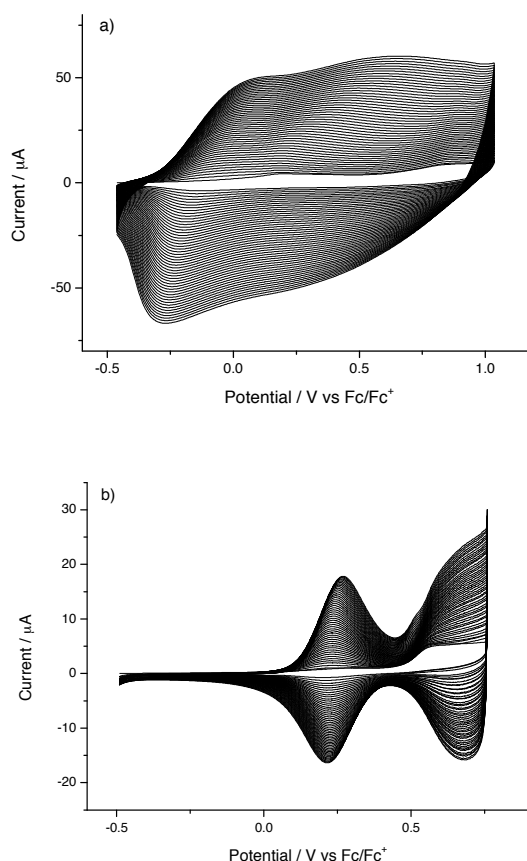 a)
50
0
-50
Current / µA
-0.5 0.0 0.5 1.0
Potential / V vs Fc/Fc⁺
b)
30
20
10
0
-10
-20
Current / µA
-0.5 0.0 0.5
Potential / V vs Fc/Fc⁺